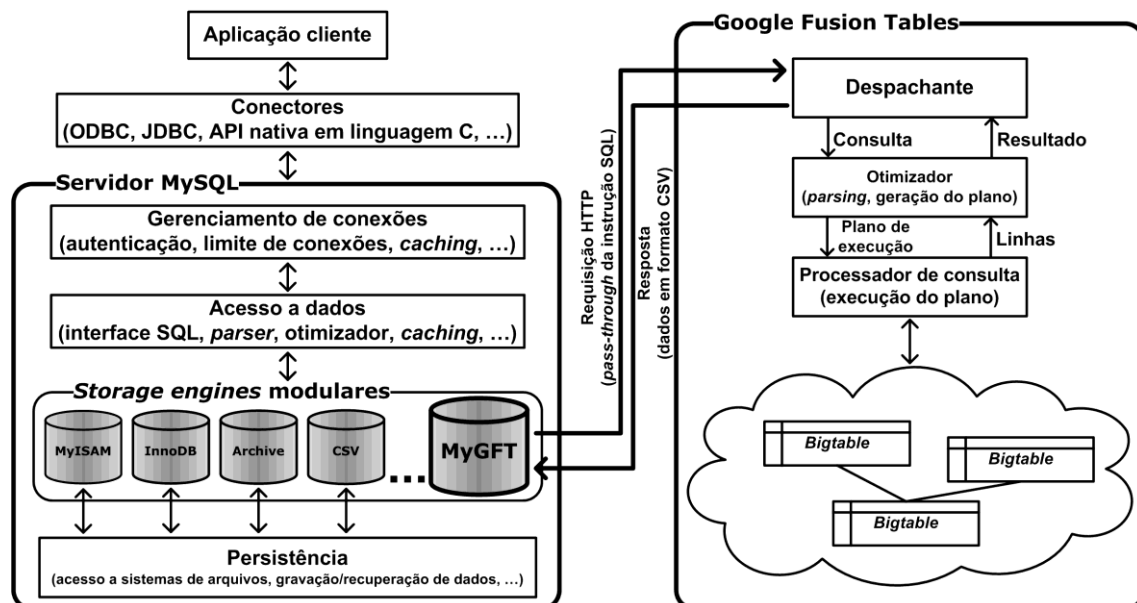 Aplicação cliente
Conectores
(ODBC, JDBC, API nativa em linguagem C, ...)
Servidor MySQL
Gerenciamento de conexões
(autenticação, limite de conexões, caching, ...)
Acesso a dados
(interface SQL, parser, otimizador, caching, ...)
Storage engines modulares
MyISAM
InnoDB
Archive
CSV
...
MyGFT
Persistência
(acesso a sistemas de arquivos, gravação/recuperação de dados, ...)
Requisição HTTP
(pass-through da instrução SQL)
Resposta
(dados em formato CSV)
Google Fusion Tables
Despachante
Consulta
Resultado
Otimizador
(parsing, geração do plano)
Plano de
execução
Linhas
Processador de consulta
(execução do plano)
Bigtable
Bigtable
Bigtable